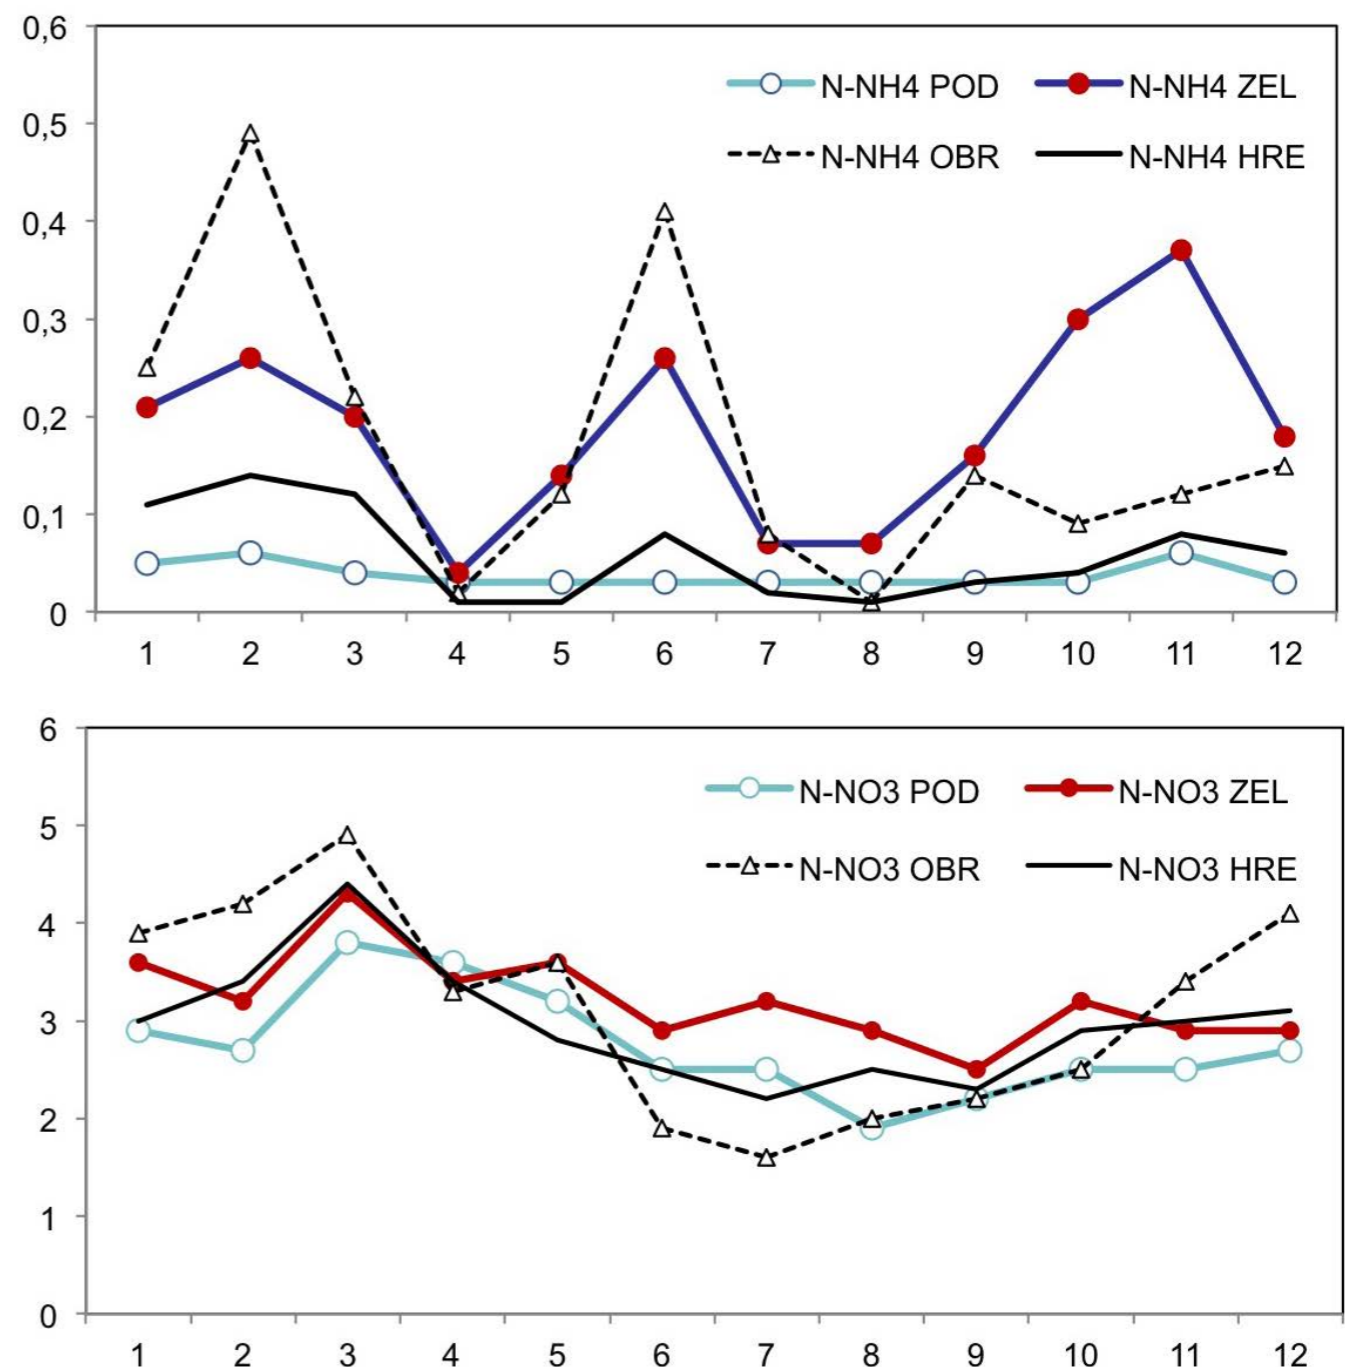 0,6
N-NH4 POD N-NH4 ZEL
0,5
N-NH4 OBR N-NH4 HRE
0,4
0,3
0,2
0,1
0
1 2 3 4 5 6 7 8 9 10 11 12
6
N-NO3 POD N-NO3 ZEL
5
N-NO3 OBR N-NO3 HRE
4
3
2
1
0
1 2 3 4 5 6 7 8 9 10 11 12